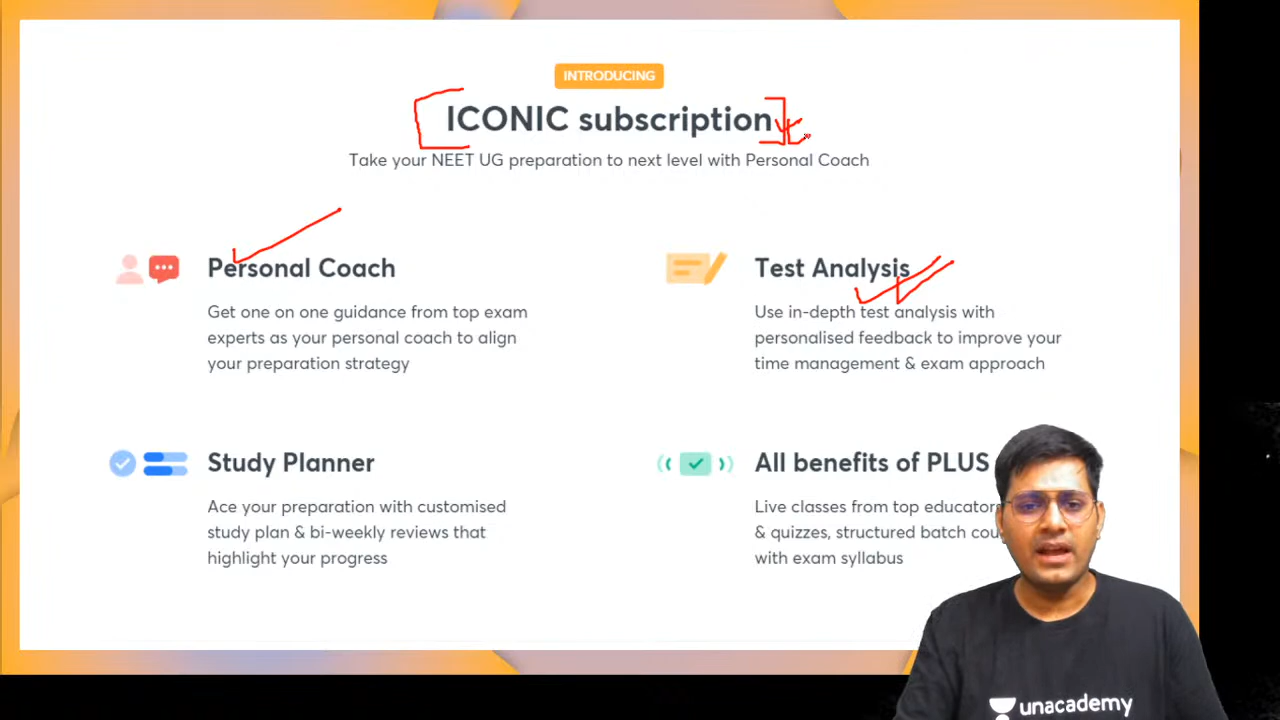 INTRODUCING
ICONIC subscription
Take your NEET UG preparation to next level with Personal Coach
Personal Coach
Get one on one guidance from top exam
experts as your personal coach to align
your preparation strategy
Test Analysis
Use in-depth test analysis with
personalised feedback to improve your
time management & exam approach
Study Planner
Ace your preparation with customised
study plan & bi-weekly reviews that
highlight your progress
All benefits of PLUS
Live classes from top educators
& quizzes, structured batch
with exam syllabus
unacademy